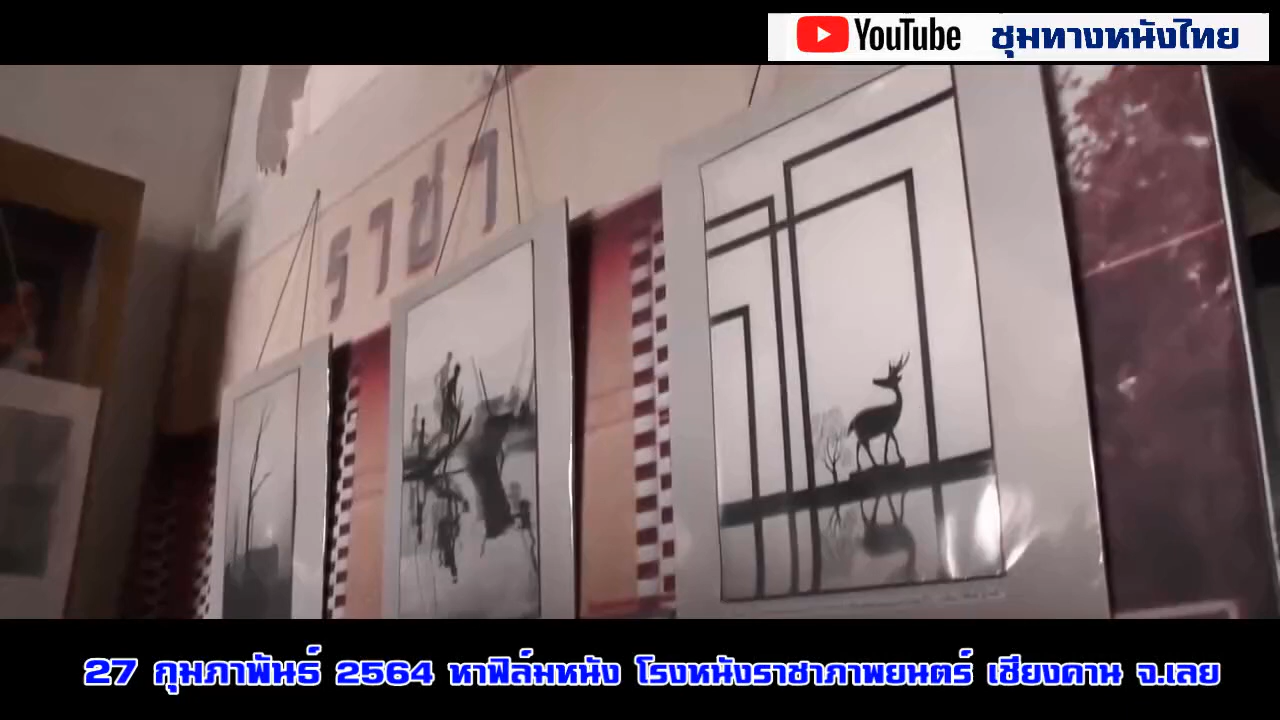 YouTube ชุมทางหนังไทย
ราชา
27 กุมภาพันธ์ 2564 หาฟิล์มหนัง โรงหนังราชาภาพยนตร์ เชียงคาน จ.เลย